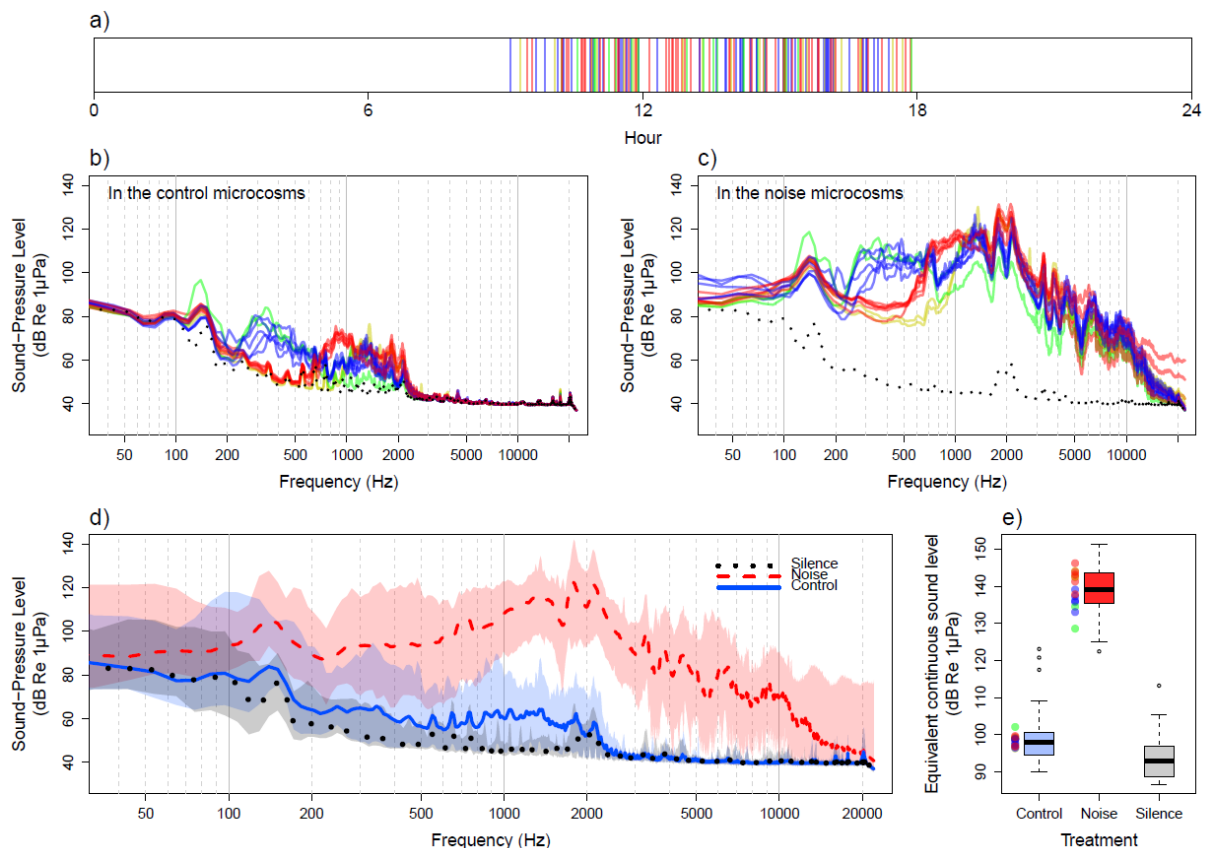 a)
0 6 12 18 24
Hour
b)
In the control microcosms
Sound−Pressure Level
(dB Re 1µPa)
140
120
100
80
60
40
50 100 200 500 1000 2000 5000 10000
Frequency (Hz)
c)
In the noise microcosms
Sound−Pressure Level
(dB Re 1µPa)
140
120
100
80
60
40
50 100 200 500 1000 2000 5000 10000
Frequency (Hz)
d)
Silence
Noise
Control
Sound−Pressure Level
(dB Re 1µPa)
140
120
100
80
60
40
50 100 200 500 1000 2000 5000 10000 20000
Frequency (Hz)
e)
Equivalent continuous sound level
(dB Re 1µPa)
150
140
130
120
110
100
90
Control Noise Silence
Treatment